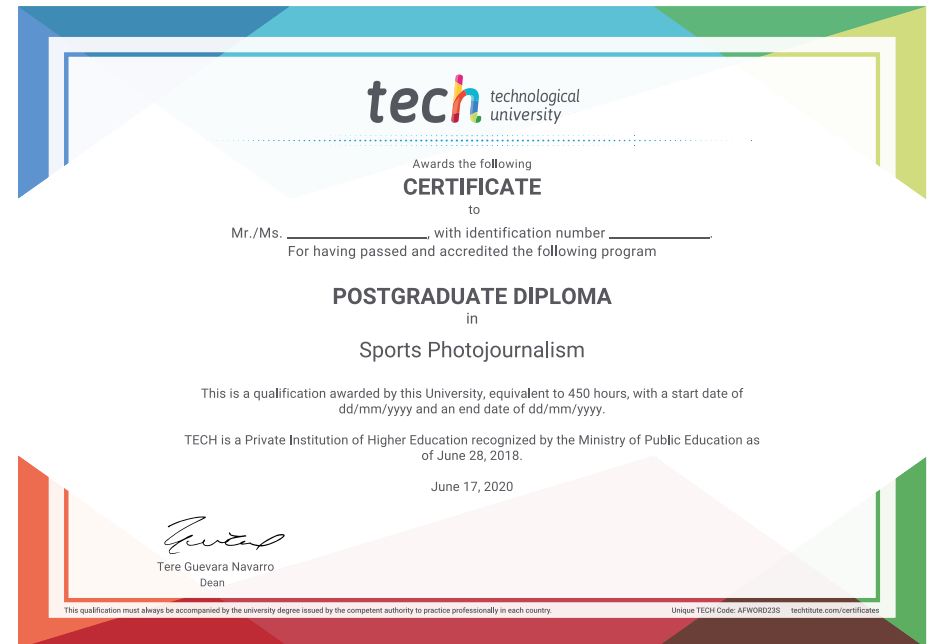 tech technological
university
Awards the following
CERTIFICATE
to
Mr./Ms. ____________________, with identification number ______________.
For having passed and accredited the following program
POSTGRADUATE DIPLOMA
in
Sports Photojournalism
This is a qualification awarded by this University, equivalent to 450 hours, with a start date of
dd/mm/yyyy and an end date of dd/mm/yyyy.
TECH is a Private Institution of Higher Education recognized by the Ministry of Public Education as
of June 28, 2018.
June 17, 2020
Tere Guevara Navarro
Dean
This qualification must always be accompanied by the university degree issued by the competent authority to practice professionally in each country.
Unique TECH Code: AFWORD23S techtitute.com/certificates